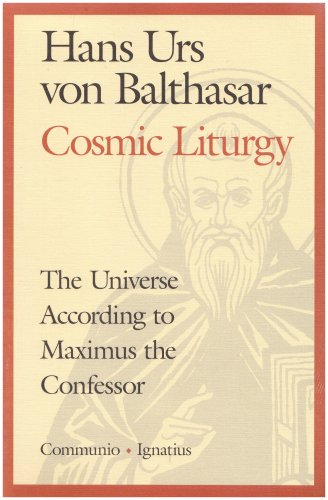 Hans Urs
von Balthasar
Cosmic Liturgy
The Universe
According to
Maximus the
Confessor
Communio • Ignatius